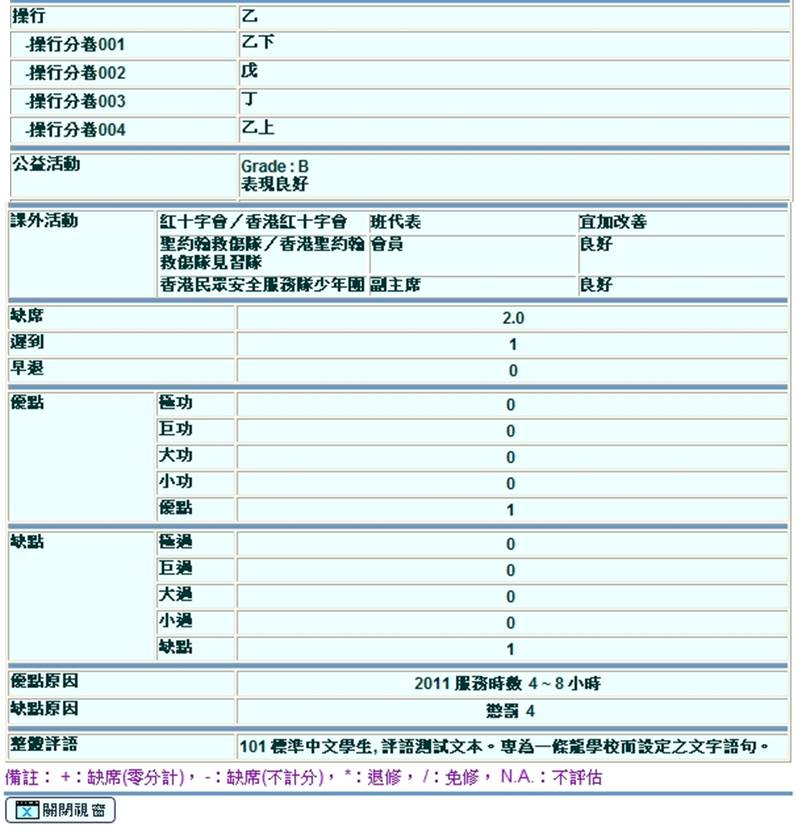 操行 乙
-操行分卷001 乙下
-操行分卷002 戊
-操行分卷003 丁
-操行分卷004 乙上
公益活動 Grade : B
表現良好
課外活動 紅十字會／香港紅十字會 班代表 宜加改善
聖約翰救傷隊／香港聖約翰 會員 良好
救傷隊見習隊
香港民眾安全服務隊少年團 副主席 良好
缺席 2.0
遲到 1
早退 0
優點 極功 0
巨功 0
大功 0
小功 0
優點 1
缺點 極過 0
巨過 0
大過 0
小過 0
缺點 1
優點原因 2011 服務時數 4 ~ 8 小時
缺點原因 懲罰 4
整體評語 101 標準中文學生, 評語測試文本。專為一條龍學校而設定之文字語句。
備註： +：缺席(零分計)， -：缺席(不計分)， *：退修， /：免修， N.A.：不評估
關閉視窗